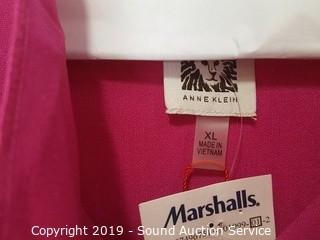 ANNE KLEIN
XL
MADE IN
VIETNAM
Marshalls.
Copyright 2019 - Sound Auction Service